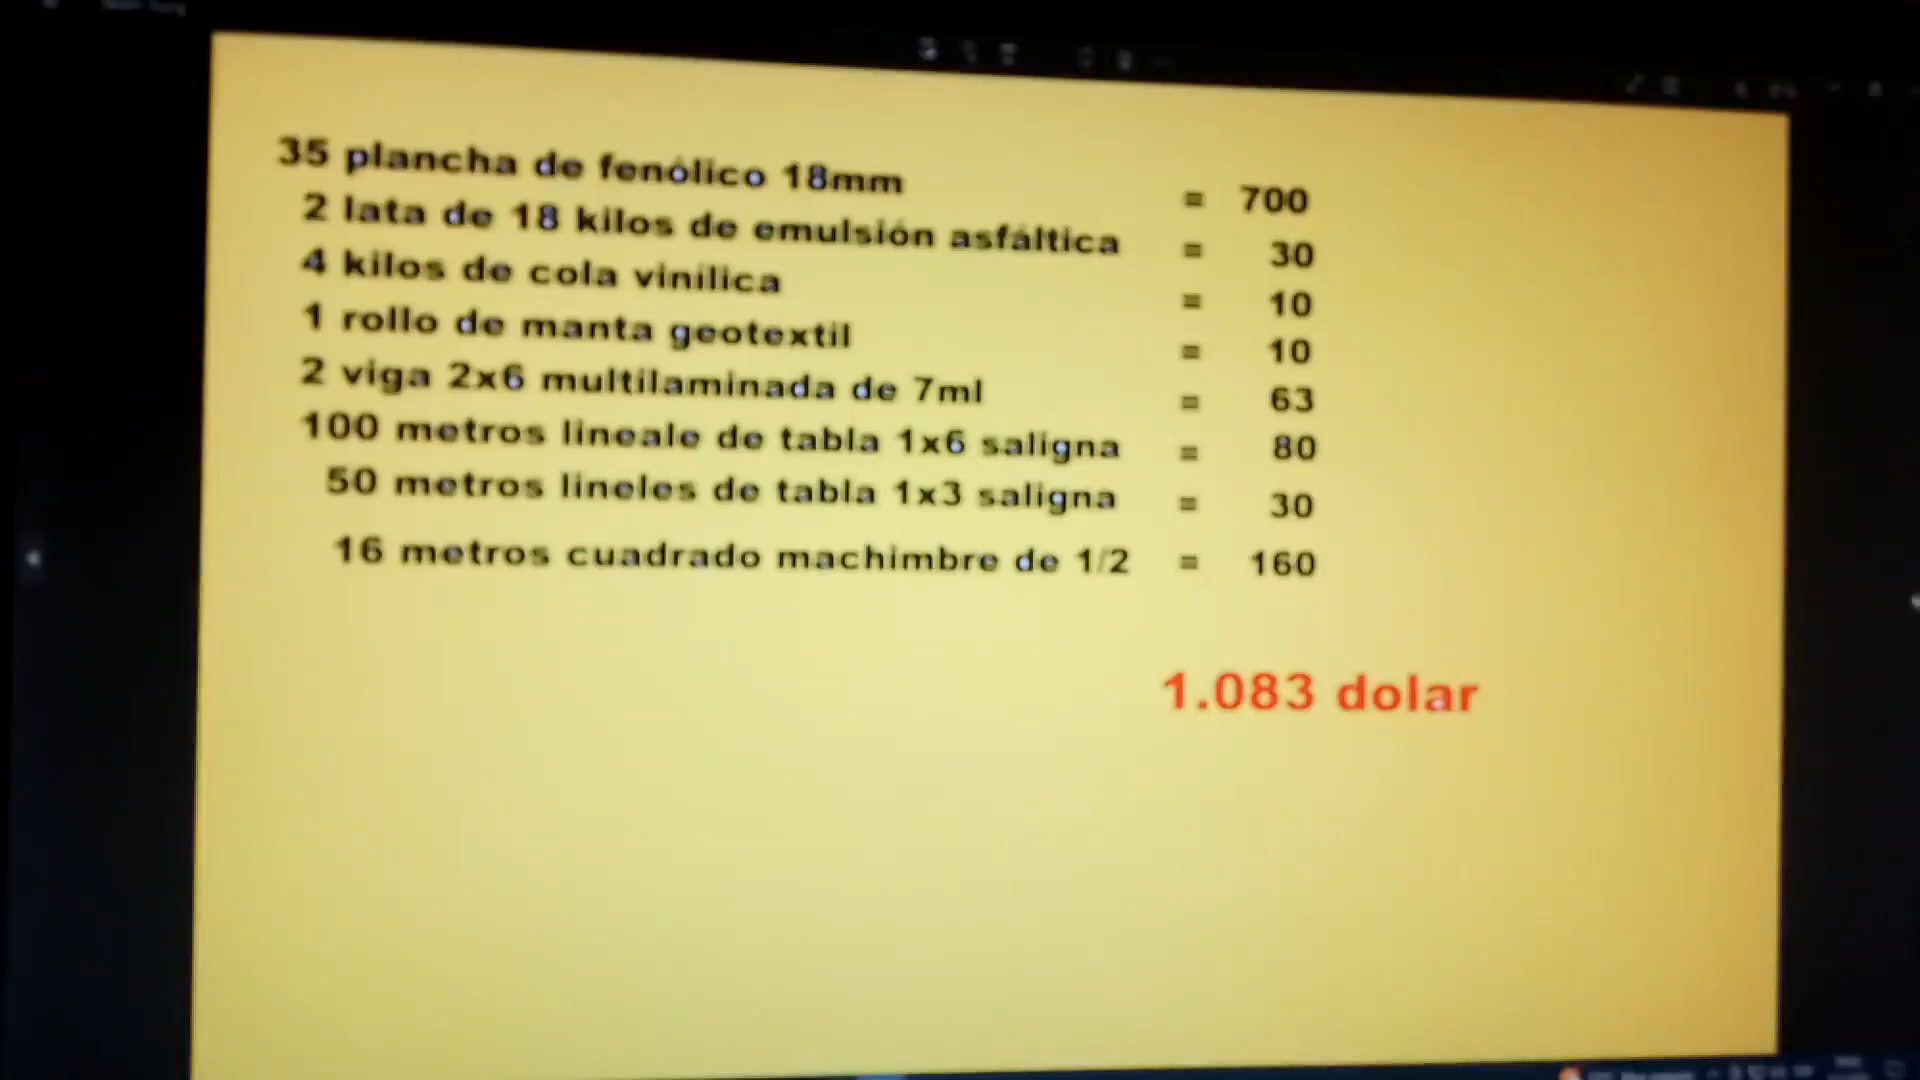 35 plancha de fenólico 18mm = 700
2 lata de 18 kilos de emulsión asfáltica = 30
4 kilos de cola vinílica = 10
1 rollo de manta geotextil = 10
2 viga 2x6 multilaminada de 7ml = 63
100 metros lineale de tabla 1x6 saligna = 80
50 metros lineles de tabla 1x3 saligna = 30
16 metros cuadrado machimbre de 1/2 = 160
1.083 dolar